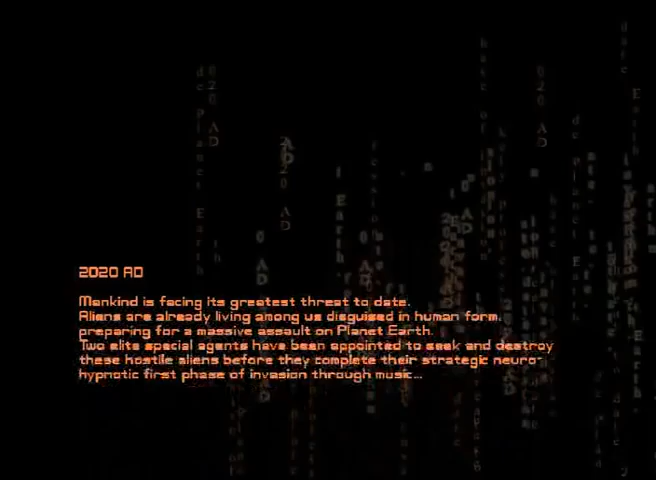 2020 AD
Mankind is facing its greatest threat to date.
Aliens are already living among us disguised in human form,
preparing for a massive assault on Planet Earth.
Two elite special agents have been appointed to seek and destroy
these hostile aliens before they complete their strategic neuro-
hypnotic first phase of invasion through music...